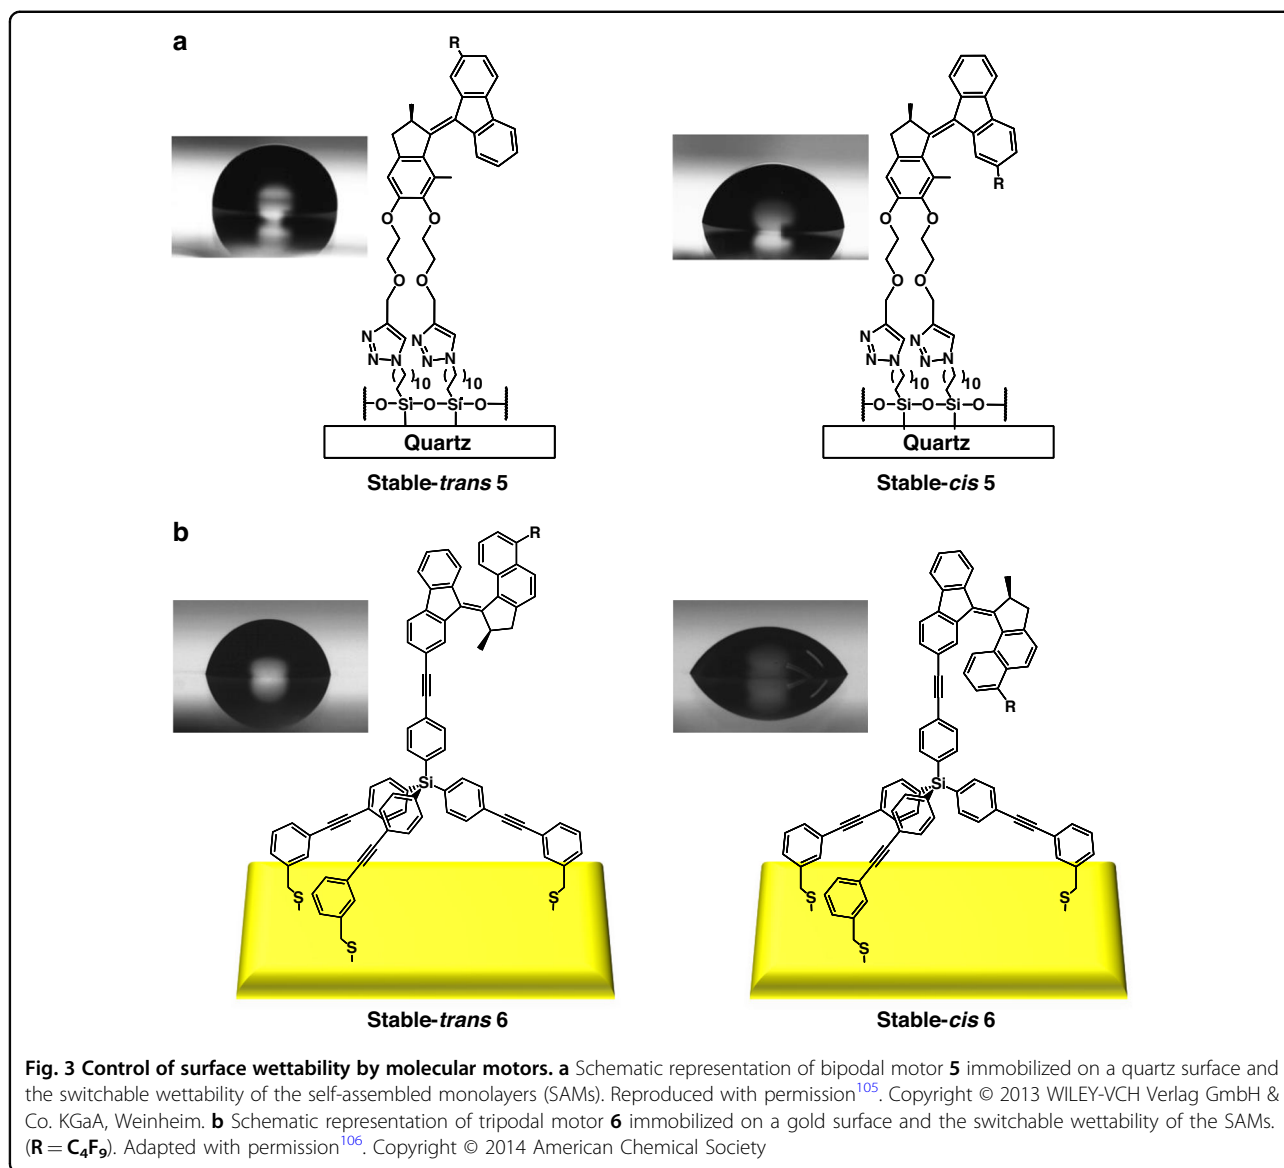 a
R
R
O O
O O
O O
O O
N N
N N
N N N N
N N N N
( )10 ( )10
( )10 ( )10
O Si O Si O
O Si O Si O
Quartz
Quartz
Stable-trans 5
Stable-cis 5
b
R
R
Si
Si
S S
S
S S
S
Stable-trans 6
Stable-cis 6
Fig. 3 Control of surface wettability by molecular motors. a Schematic representation of bipodal motor 5 immobilized on a quartz surface and
the switchable wettability of the self-assembled monolayers (SAMs). Reproduced with permission105. Copyright © 2013 WILEY-VCH Verlag GmbH &
Co. KGaA, Weinheim. b Schematic representation of tripodal motor 6 immobilized on a gold surface and the switchable wettability of the SAMs.
(R = C4F9). Adapted with permission106. Copyright © 2014 American Chemical Society